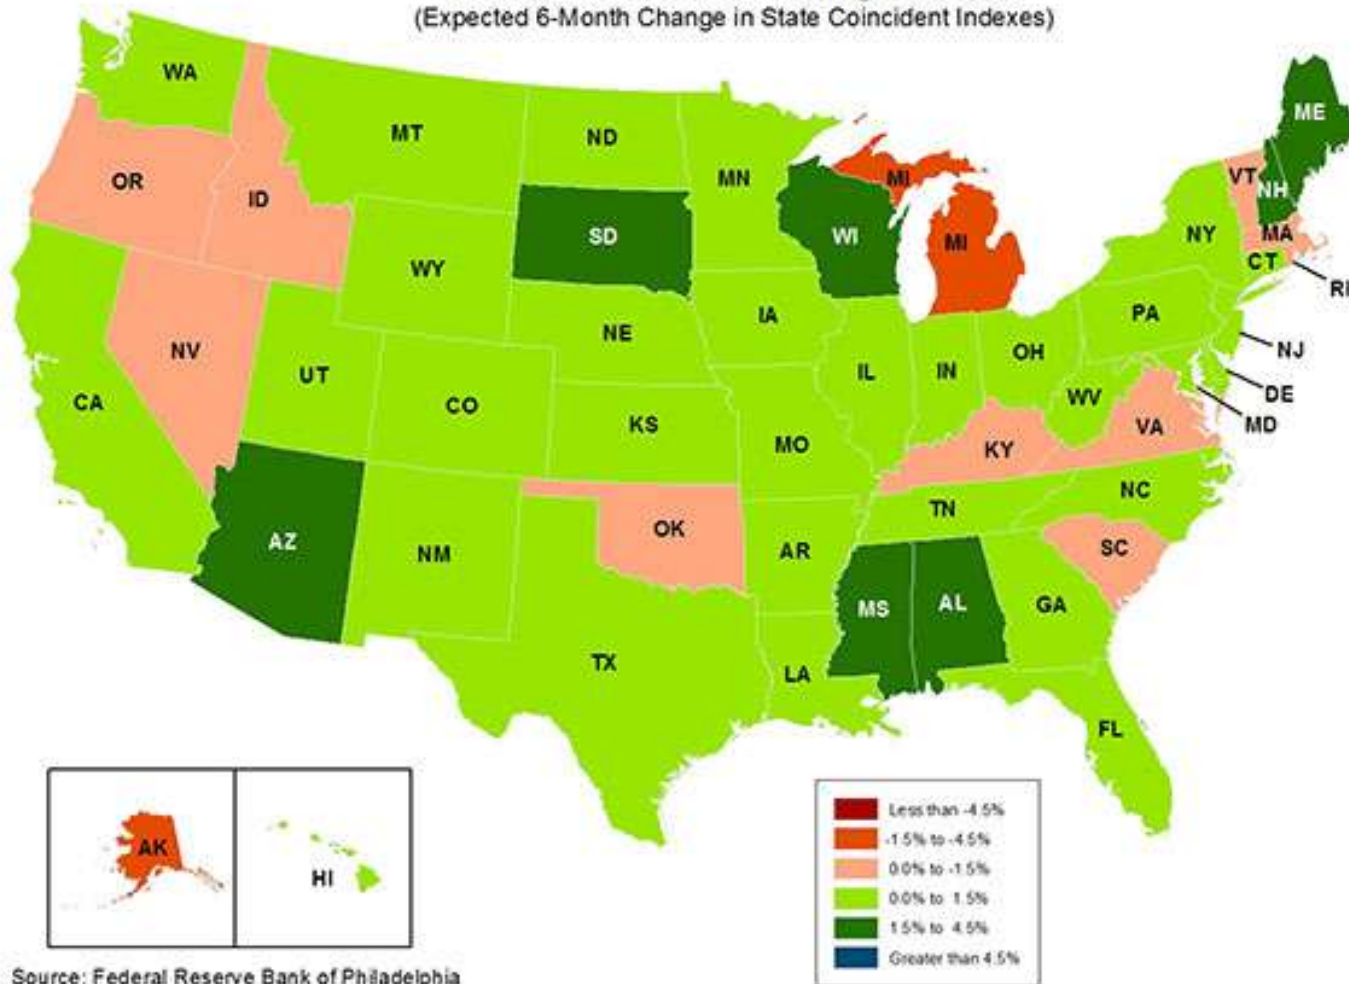 (Expected 6-Month Change in State Coincident Indexes)
WA
MT
ND
MN
OR
ID
SD
WI
MI
MI
ME
VT
NH
NY
MA
CT
RI
WY
NE
IA
PA
NJ
NV
UT
CO
KS
MO
IL
IN
OH
WV
VA
DE
MD
CA
KY
NC
TN
AZ
NM
OK
AR
SC
MS
AL
GA
TX
LA
FL
AK
HI
Less than -4.5%
-1.5% to -4.5%
0.0% to -1.5%
0.0% to 1.5%
1.5% to 4.5%
Greater than 4.5%
Source: Federal Reserve Bank of Philadelphia